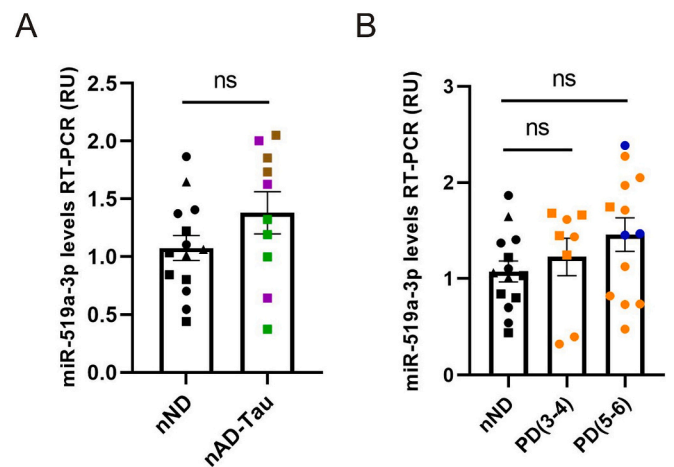 A
miR-519a-3p levels RT-PCR (RU)
2.5
2.0
1.5
1.0
0.5
0.0
ns
nND
nAD-Tau
B
miR-519a-3p levels RT-PCR (RU)
3
2
1
0
ns
ns
nND
PD(3-4)
PD(5-6)